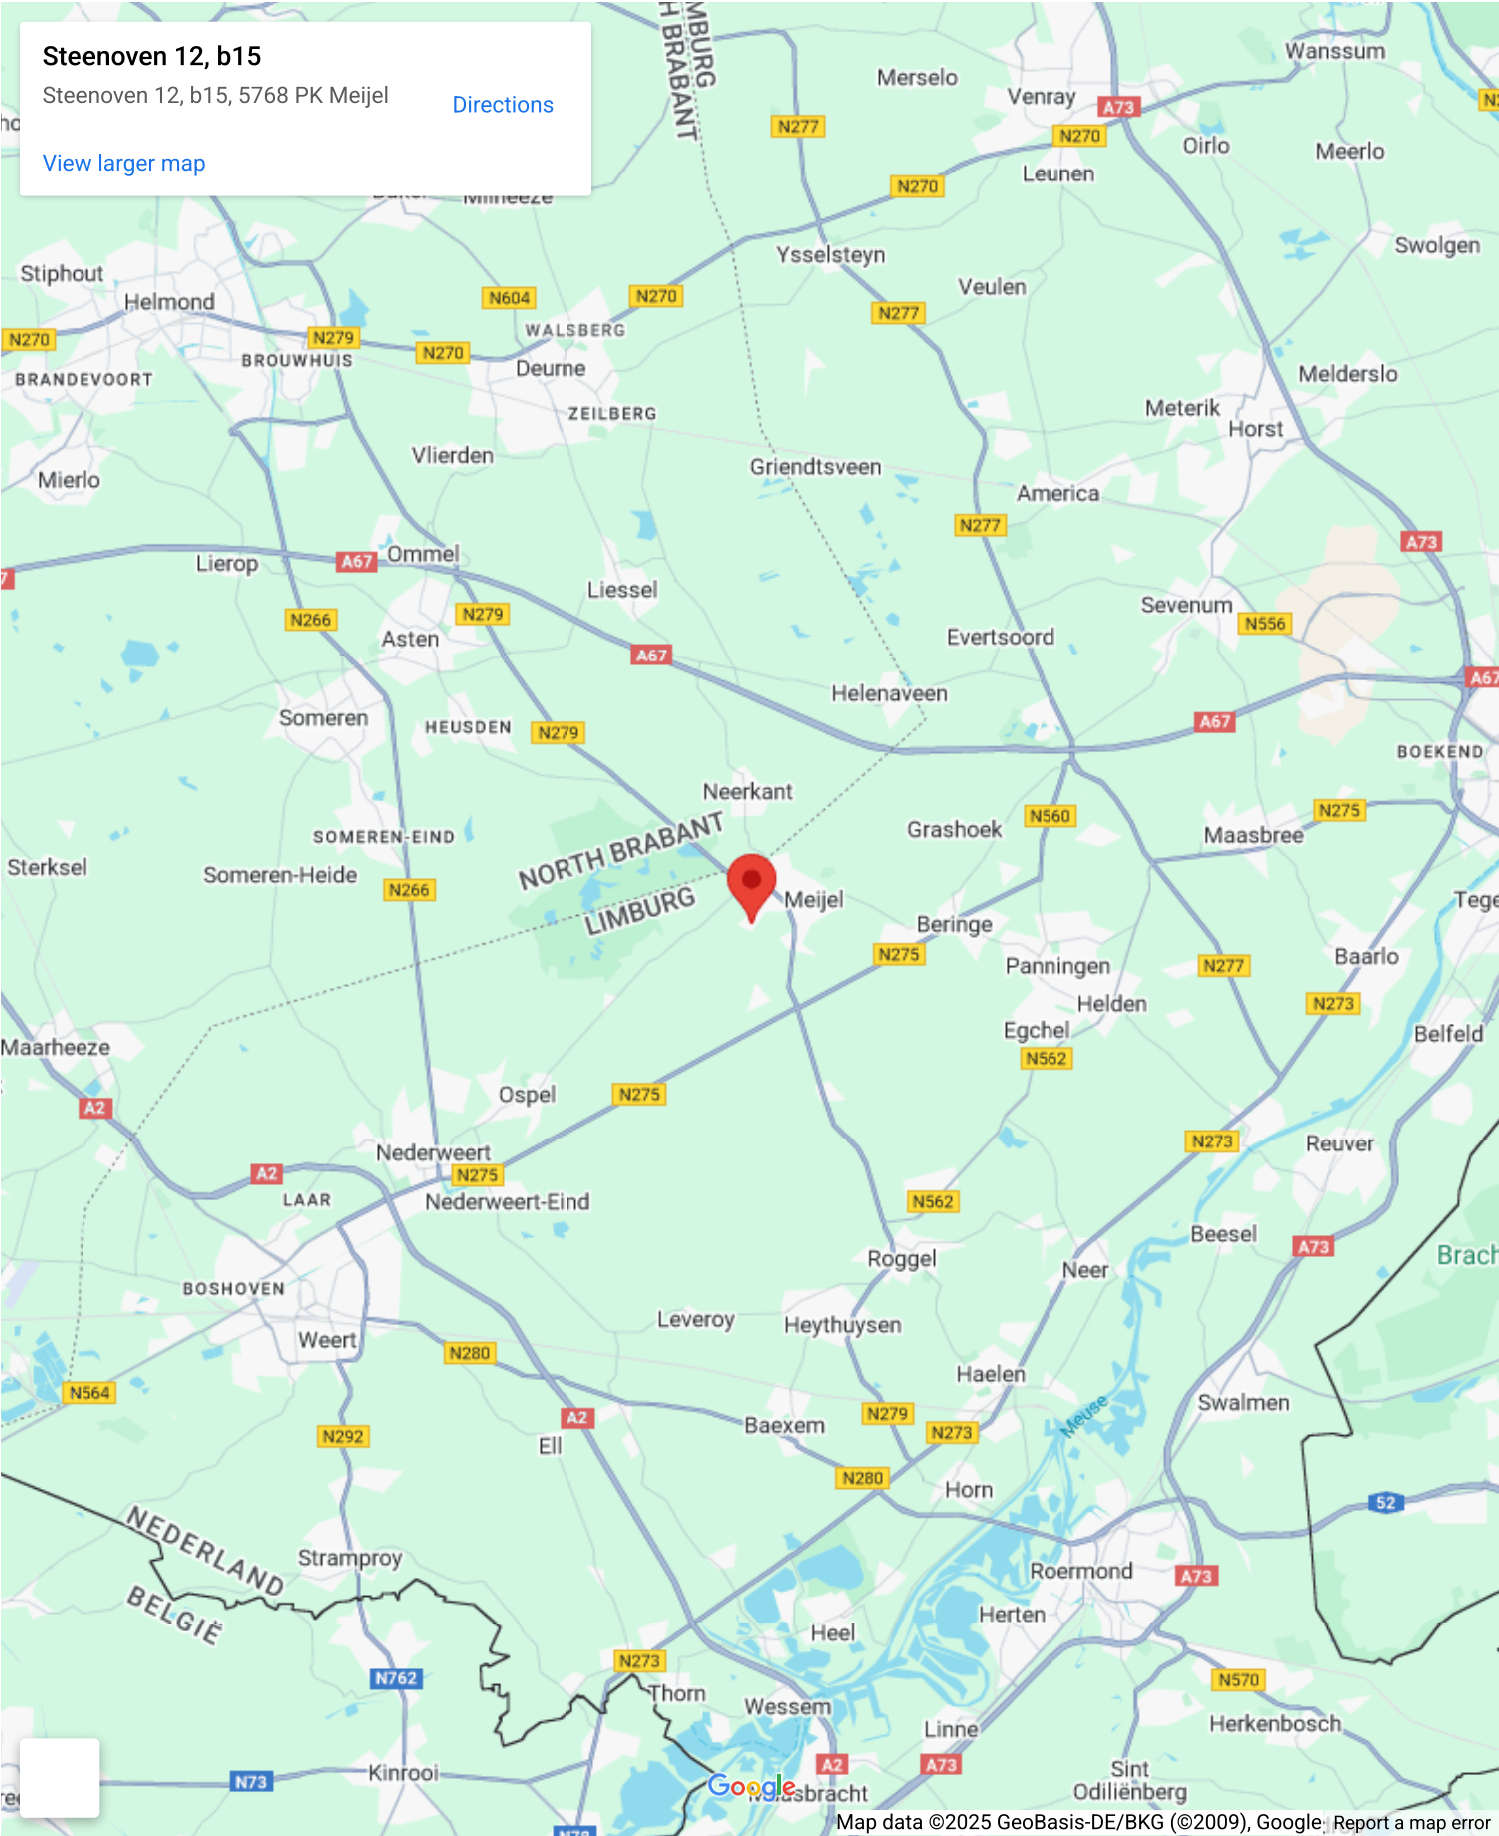 Steenoven 12, b15
Steenoven 12, b15, 5768 PK Meijel
Directions
View larger map
LIMBURG
BRABANT
Merselo
Venray
Wanssum
A73
N277
N270
Oirlo
Meerlo
Leunen
N270
Milheeze
Stiphout
Helmond
N604
N270
Ysselsteyn
Veulen
Swolgen
N277
N270
N279
N270
WALSBERG
BROUWHUIS
Deurne
BRANDEVOORT
Melderslo
Meterik
Horst
ZEILBERG
Vlierden
Griendtsveen
Mierlo
America
N277
A73
Lierop
A67
Ommel
Liessel
Sevenum
N556
N266
N279
Asten
Evertsoord
A67
A67
Helenaveen
Someren
HEUSDEN
N279
A67
BOEKEND
Neerkant
N275
N560
Grashoek
Maasbree
SOMEREN-EIND
NORTH BRABANT
LIMBURG
Sterksel
Someren-Heide
N266
Meijel
Beringe
N275
Panningen
N277
Baarlo
Helden
N273
Egchel
Belfeld
Maarheeze
N562
A2
Ospel
N275
N273
Reuver
Nederweert
A2
N275
LAAR
Nederweert-Eind
N562
Beesel
A73
Roggel
Neer
BOSHOVEN
Leveroy
Heythuysen
Weert
N280
Haelen
N564
Swalmen
Meuse
A2
N279
Baexem
N273
N292
Ell
N280
Horn
52
NEDERLAND
Stramproy
Roermond
A73
BELGIË
Herten
Heel
N273
N762
N570
Thorn
Wessem
Herkenbosch
Linne
A2
A73
Sint
Odiliënberg
N73
Kinrooi
Google
Map data ©2025 GeoBasis-DE/BKG (©2009), Google
Report a map error